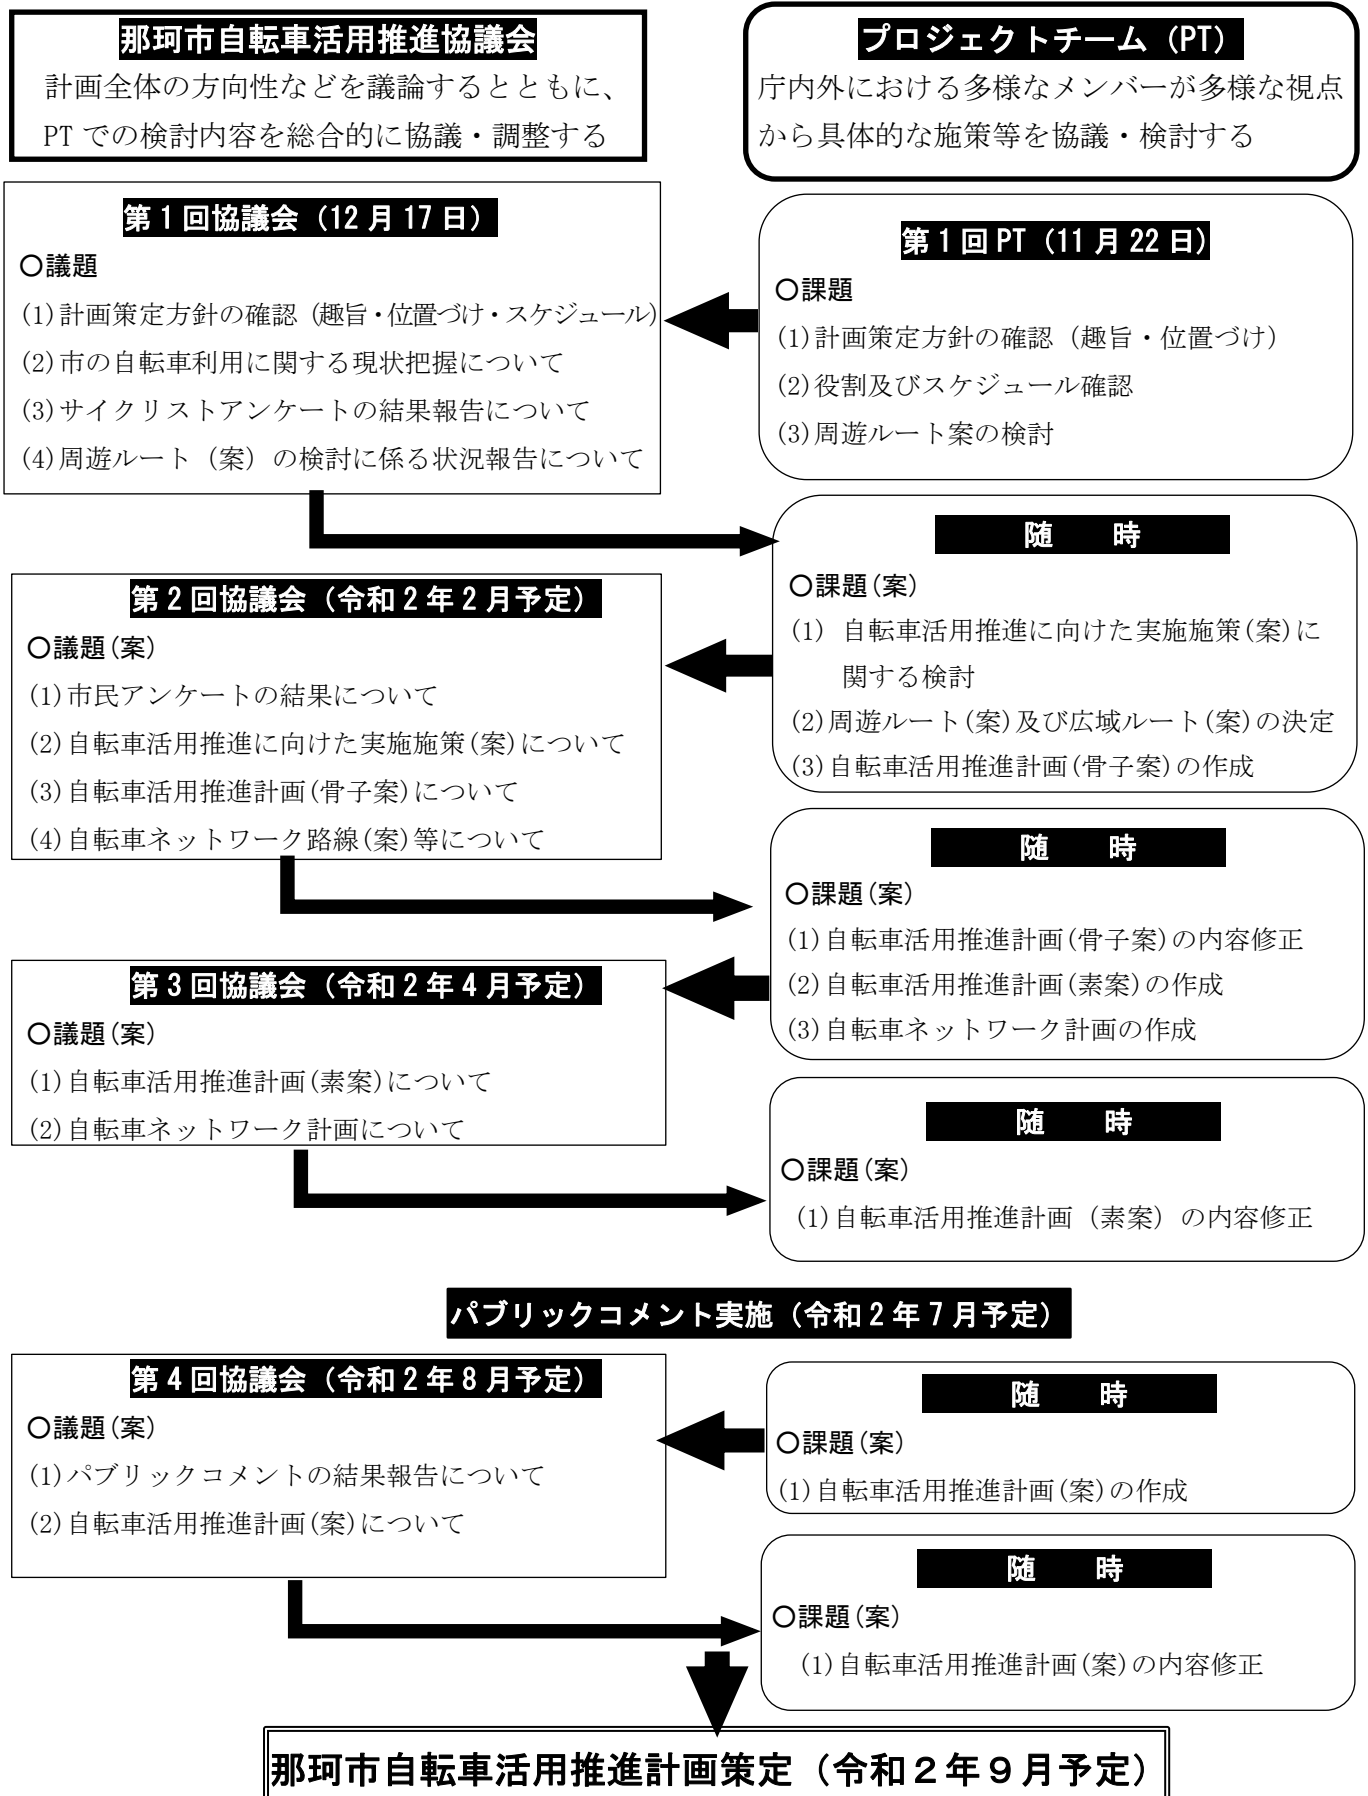 那珂市自転車活用推進協議会
計画全体の方向性などを議論するとともに、
PTでの検討内容を総合的に協議・調整する
プロジェクトチーム（PT）
庁内外における多様なメンバーが多様な視点
から具体的な施策等を協議・検討する
第1回協議会（12月17日）
〇議題
(1)計画策定方針の確認（趣旨・位置づけ・スケジュール）
(2)市の自転車利用に関する現状把握について
(3)サイクリストアンケートの結果報告について
(4)周遊ルート（案）の検討に係る状況報告について
第1回PT（11月22日）
〇課題
(1)計画策定方針の確認（趣旨・位置づけ）
(2)役割及びスケジュール確認
(3)周遊ルート案の検討
随　時
〇課題(案)
(1) 自転車活用推進に向けた実施施策(案)に
関する検討
(2)周遊ルート(案)及び広域ルート(案)の決定
(3)自転車活用推進計画(骨子案)の作成
第2回協議会（令和2年2月予定）
〇議題(案)
(1)市民アンケートの結果について
(2)自転車活用推進に向けた実施施策(案)について
(3)自転車活用推進計画(骨子案)について
(4)自転車ネットワーク路線(案)等について
随　時
〇課題(案)
(1)自転車活用推進計画(骨子案)の内容修正
(2)自転車活用推進計画(素案)の作成
(3)自転車ネットワーク計画の作成
第3回協議会（令和2年4月予定）
〇議題(案)
(1)自転車活用推進計画(素案)について
(2)自転車ネットワーク計画について
随　時
〇課題(案)
(1)自転車活用推進計画（素案）の内容修正
パブリックコメント実施（令和2年7月予定）
第4回協議会（令和2年8月予定）
〇議題(案)
(1)パブリックコメントの結果報告について
(2)自転車活用推進計画(案)について
随　時
〇課題(案)
(1)自転車活用推進計画(案)の作成
随　時
〇課題(案)
(1)自転車活用推進計画(案)の内容修正
那珂市自転車活用推進計画策定（令和２年９月予定）